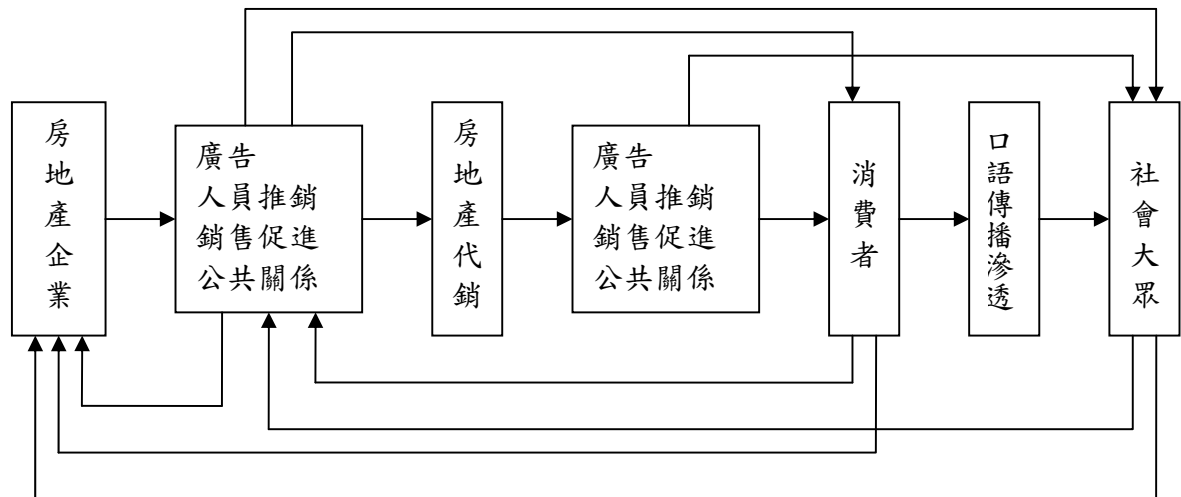 房地產企業
廣告
人員推銷
銷售促進
公共關係
房地產代銷
廣告
人員推銷
銷售促進
公共關係
消費者
口語傳播滲透
社會大眾